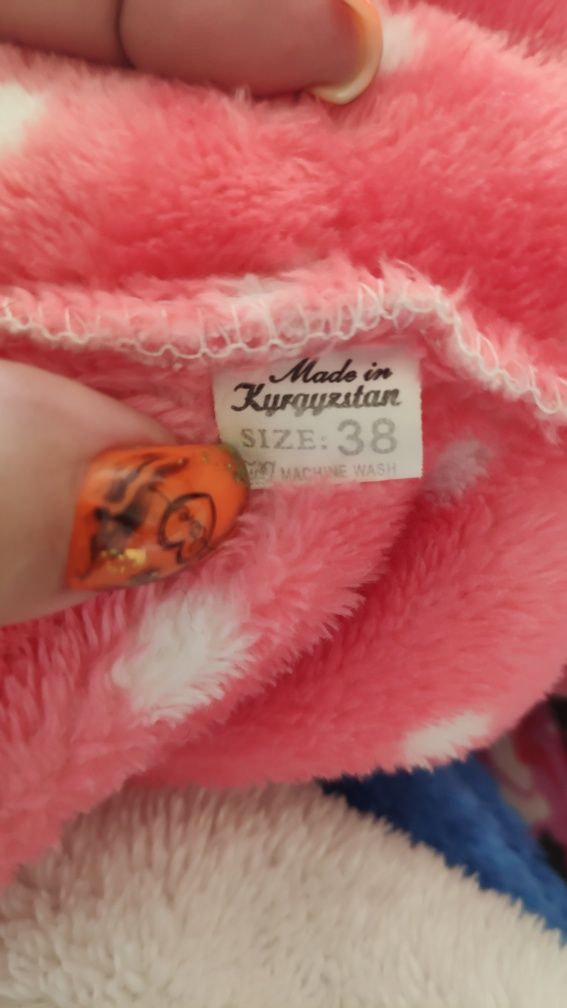 Made in
Kyrgyzstan
SIZE: 38
MACHINE WASH